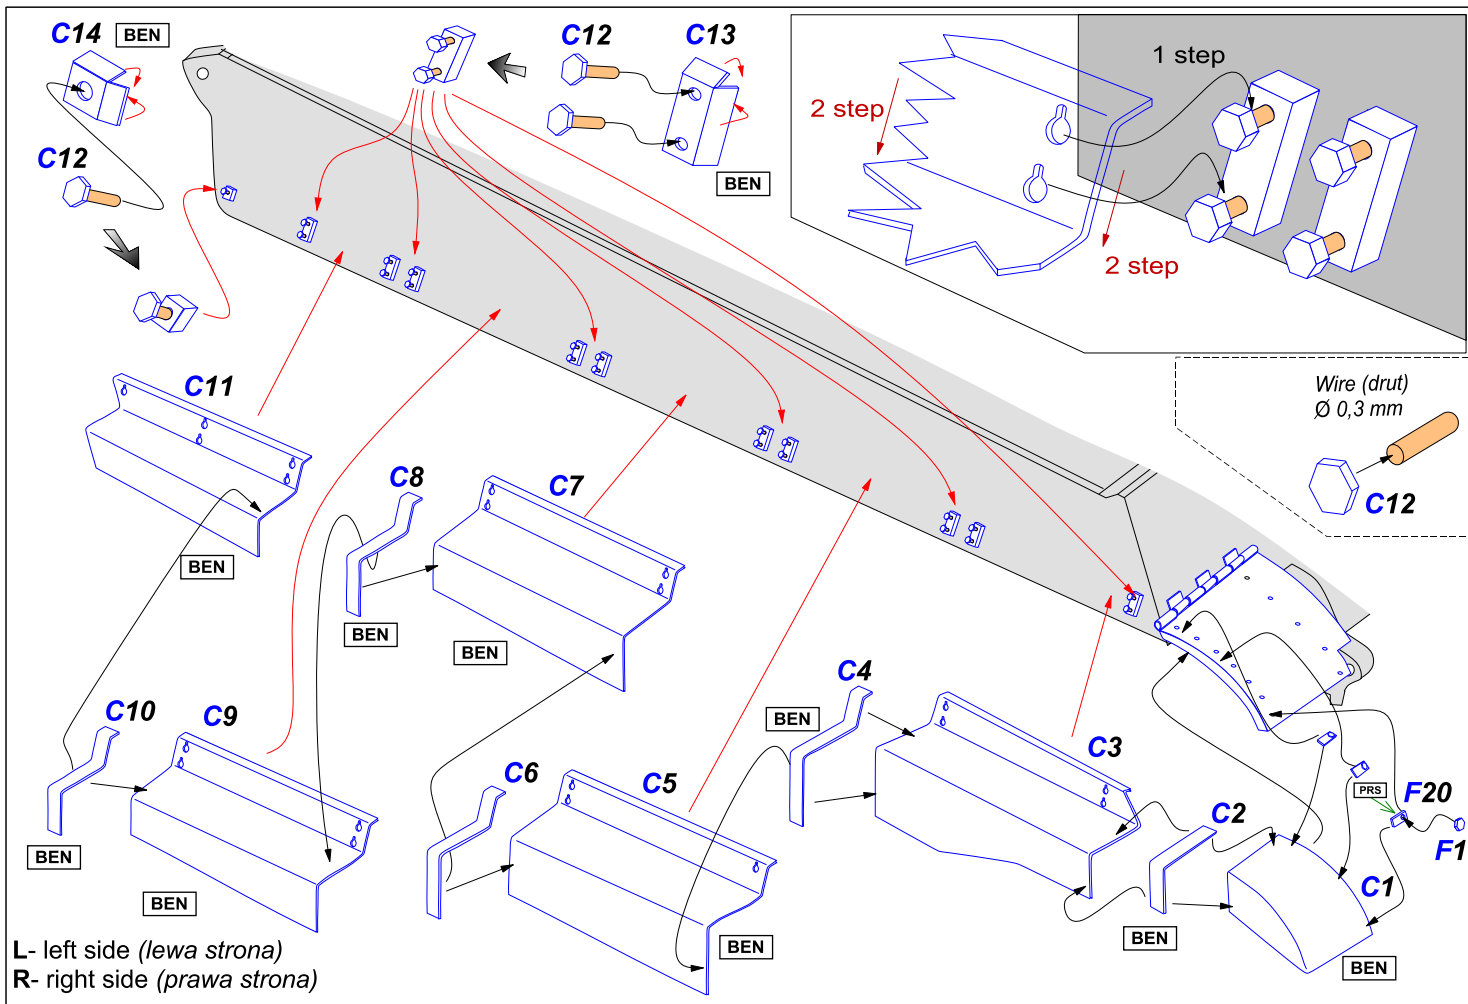 C14 BEN
C12
C13
BEN
C12
1 step
2 step
2 step
Wire (drut)
Ø 0,3 mm
C12
C11
BEN
C8
BEN
C7
BEN
C10
BEN
C9
BEN
C6
C5
BEN
C4
BEN
C3
C2
BEN
PRS
F20
F1
C1
BEN
L- left side (lewa strona)
R- right side (prawa strona)